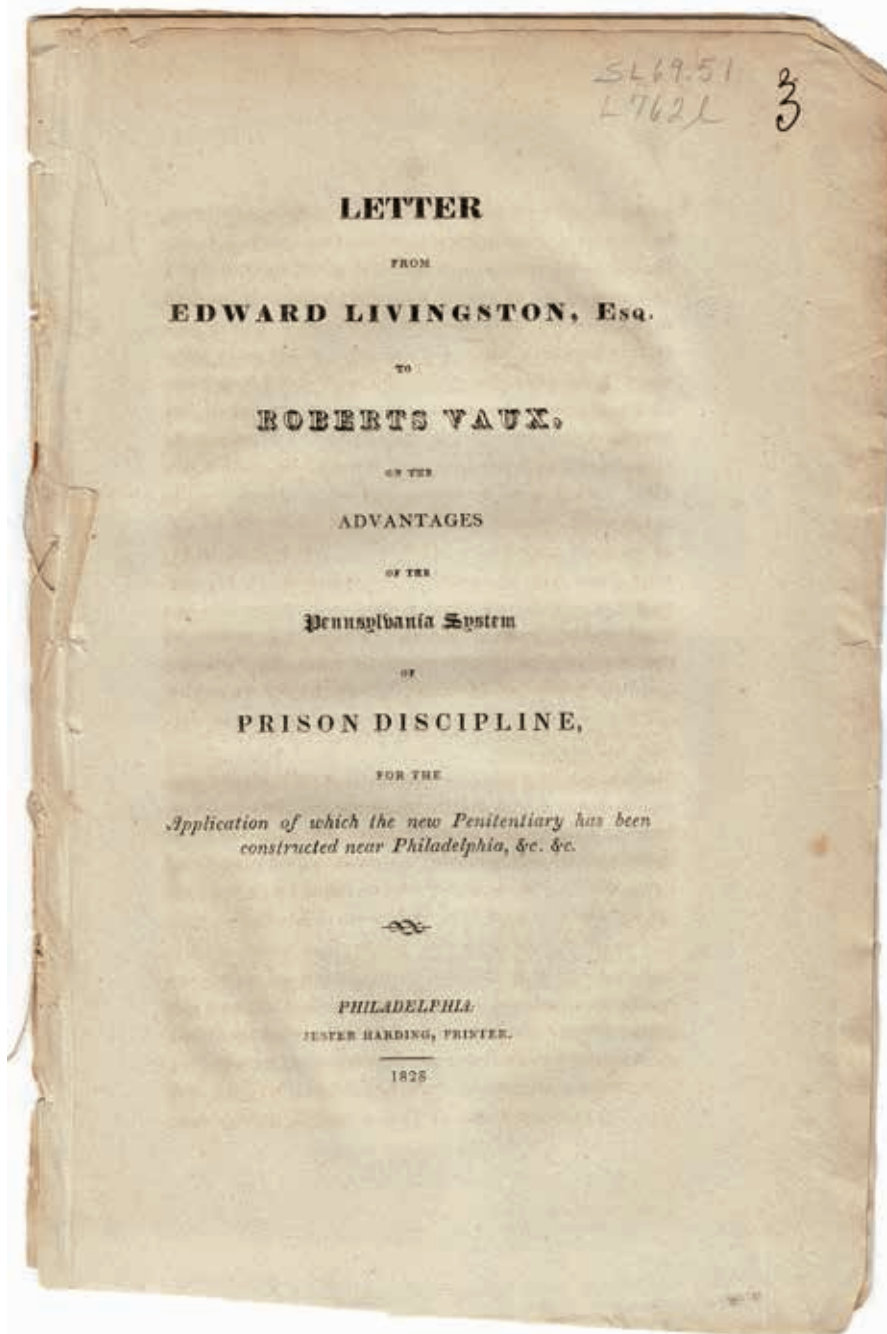 SL69.51
L762l
3
LETTER
FROM
EDWARD LIVINGSTON, Esq.
TO
ROBERTS VAUX,
ON THE
ADVANTAGES
OF THE
Pennsylvania System
OF
PRISON DISCIPLINE,
FOR THE
Application of which the new Penitentiary has been
constructed near Philadelphia, &c. &c.
PHILADELPHIA:
JESPER HARDING, PRINTER.
1828